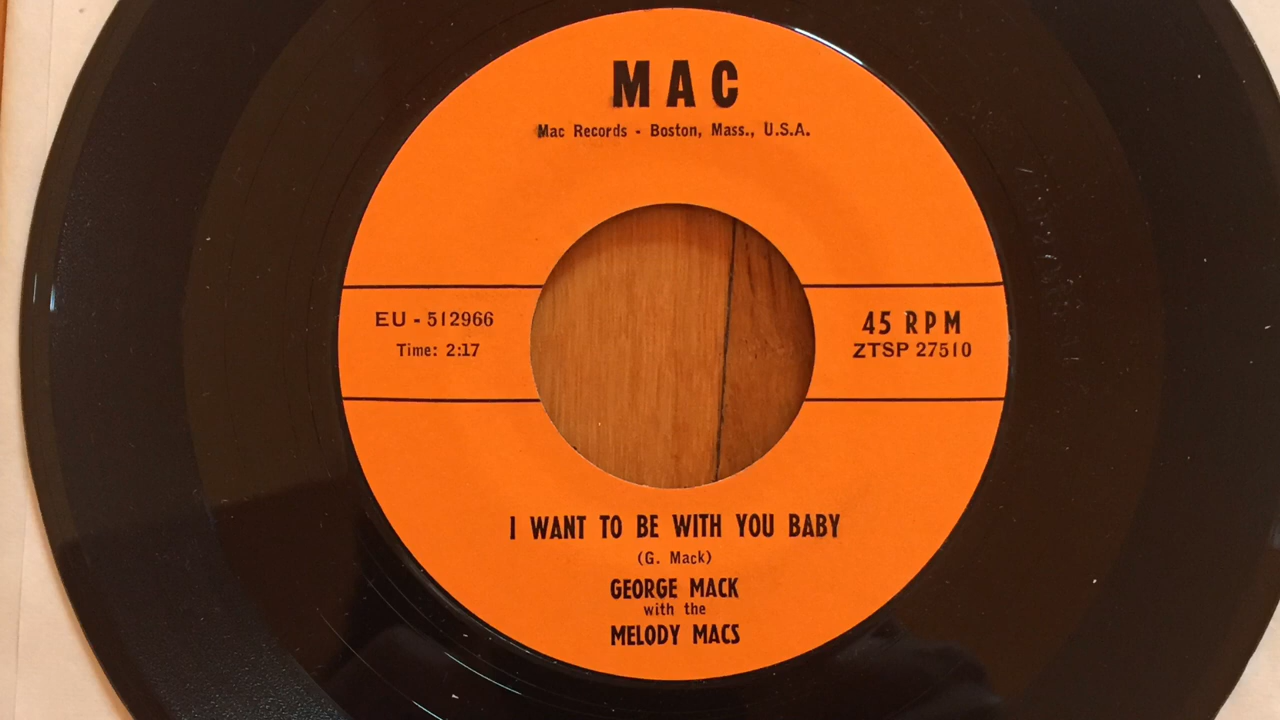 MAC
Mac Records - Boston, Mass., U.S.A.
EU - 512966
Time: 2:17
45 RPM
ZTSP 27510
I WANT TO BE WITH YOU BABY
(G. Mack)
GEORGE MACK
with the
MELODY MACS